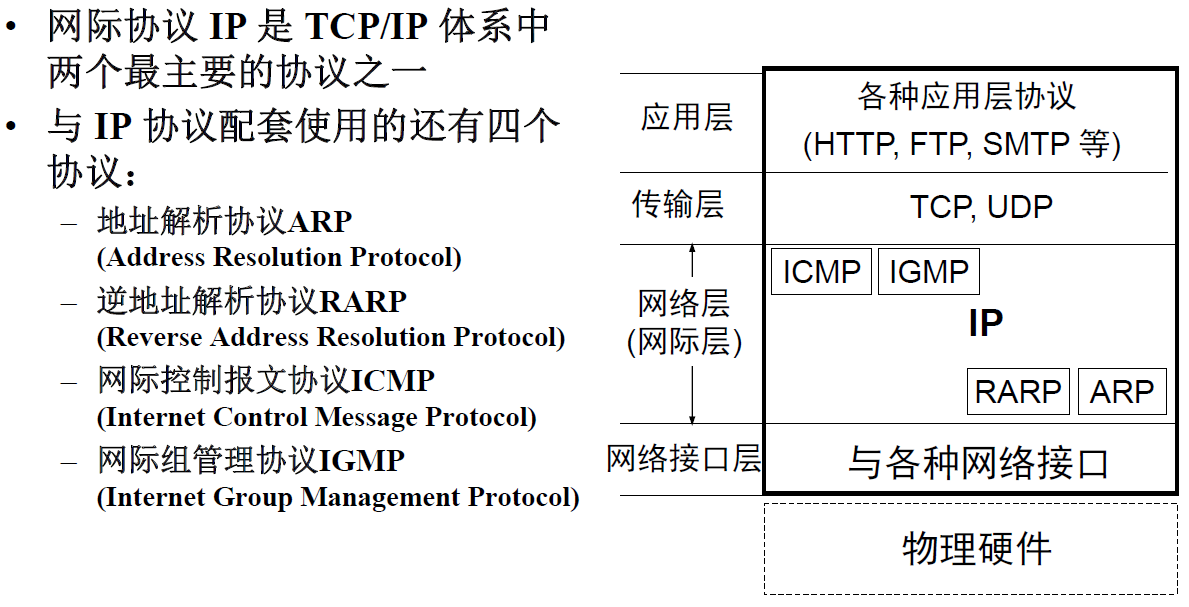 • 网际协议 IP 是 TCP/IP 体系中
两个最主要的协议之一
• 与 IP 协议配套使用的还有四个
协议：
– 地址解析协议ARP
(Address Resolution Protocol)
– 逆地址解析协议RARP
(Reverse Address Resolution Protocol)
– 网际控制报文协议ICMP
(Internet Control Message Protocol)
– 网际组管理协议IGMP
(Internet Group Management Protocol)
应用层
各种应用层协议
(HTTP, FTP, SMTP 等)
传输层
TCP, UDP
网络层
(网际层)
ICMP
IGMP
IP
RARP
ARP
网络接口层
与各种网络接口
物理硬件